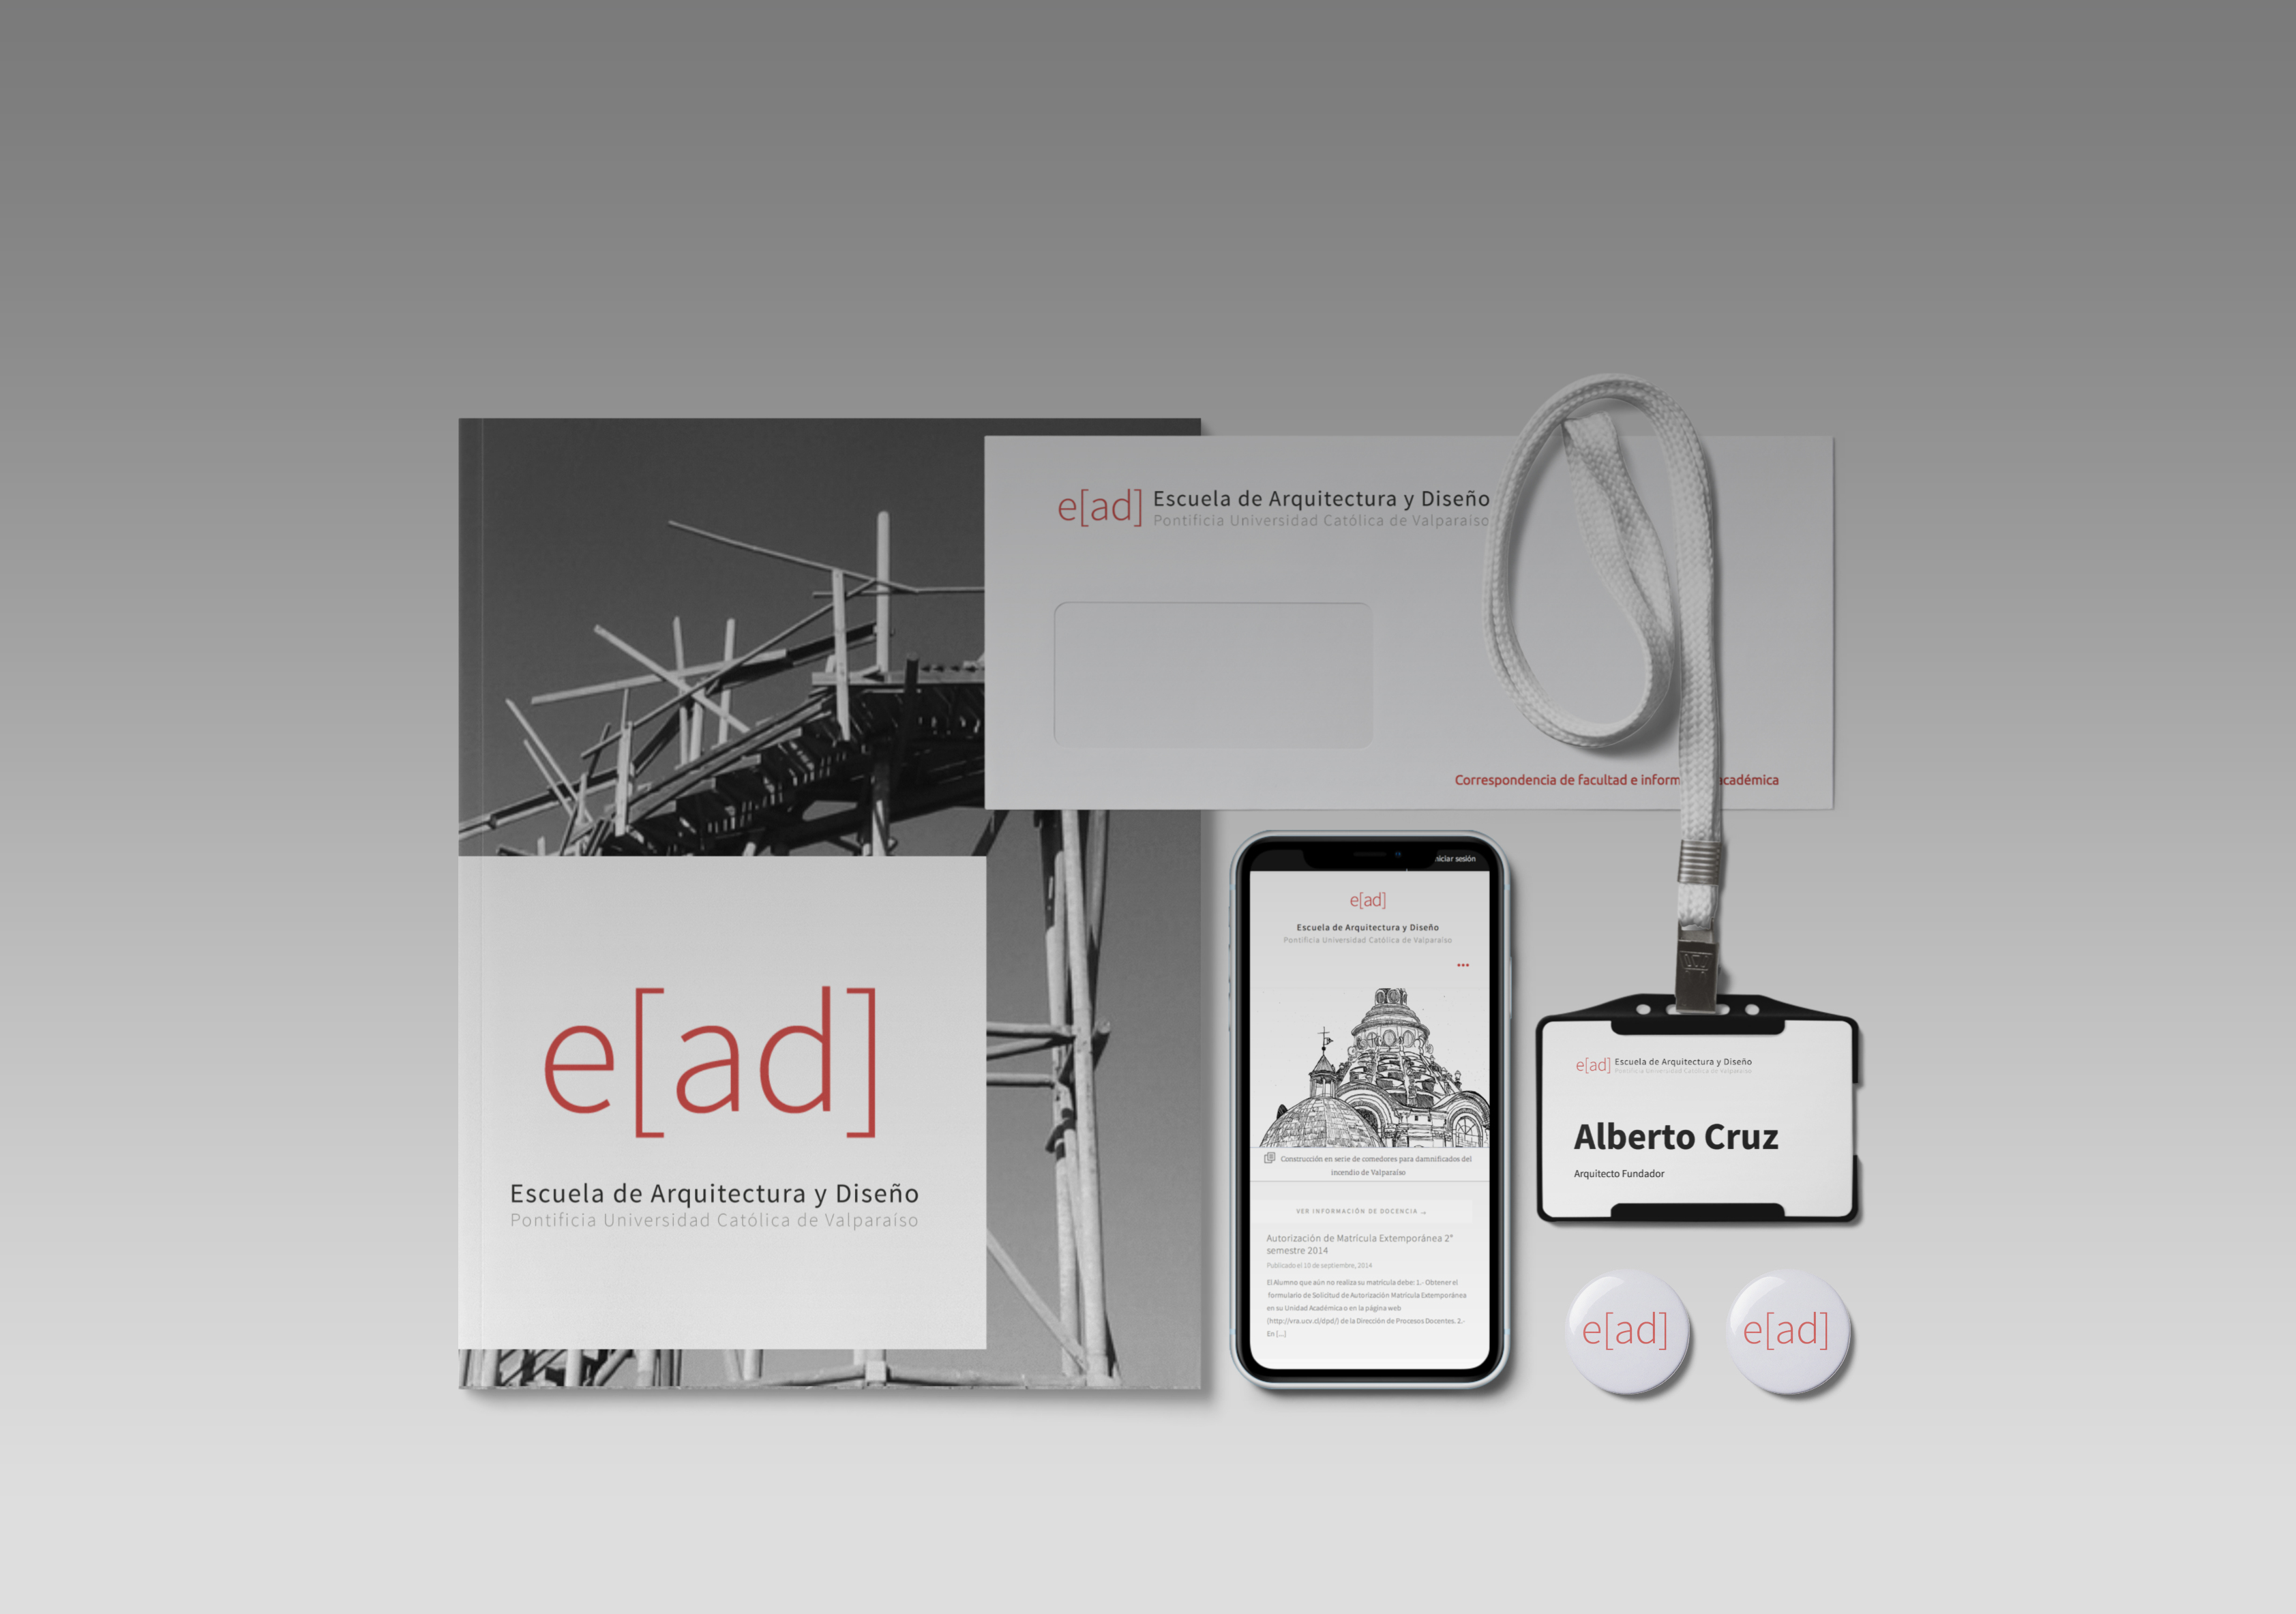 e[ad] Escuela de Arquitectura y Diseño
Pontificia Universidad Católica de Valparaíso
Correspondencia de facultad e inform académica
e[ad]
Escuela de Arquitectura y Diseño
Pontificia Universidad Católica de Valparaíso
niciar sesión
e[ad]
Escuela de Arquitectura y Diseño
Pontificia Universidad Católica de Valparaíso
Construcción en serie de comedores para damnificados del
incendio de Valparaíso
VER INFORMACIÓN DE DOCENCIA →
Autorización de Matrícula Extemporánea 2°
semestre 2014
Publicado el 10 de septiembre, 2014
El Alumno que aún no realiza su matrícula debe: 1.- Obtener el
formulario de Solicitud de Autorización Matrícula Extemporánea
en su Unidad Académica o en la página web
(http://vra.ucv.cl/dpd/) de la Dirección de Procesos Docentes. 2.-
En [...]
e[ad] Escuela de Arquitectura y Diseño
Pontificia Universidad Católica de Valparaíso
Alberto Cruz
Arquitecto Fundador
e[ad]
e[ad]